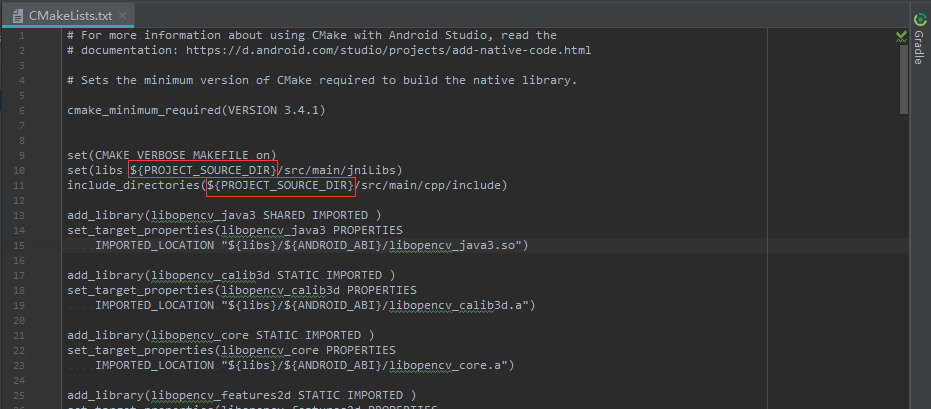 CMakeLists.txt
1 # For more information about using CMake with Android Studio, read the
2 # documentation: https://d.android.com/studio/projects/add-native-code.html
3
4 # Sets the minimum version of CMake required to build the native library.
5
6 cmake_minimum_required(VERSION 3.4.1)
7
8
9 set(CMAKE_VERBOSE_MAKEFILE on)
10 set(libs ${PROJECT_SOURCE_DIR}/src/main/jniLibs)
11 include_directories(${PROJECT_SOURCE_DIR}/src/main/cpp/include)
12
13 add_library(libopencv_java3 SHARED IMPORTED )
14 set_target_properties(libopencv_java3 PROPERTIES
15 IMPORTED_LOCATION "${libs}/${ANDROID_ABI}/libopencv_java3.so")
16
17 add_library(libopencv_calib3d STATIC IMPORTED )
18 set_target_properties(libopencv_calib3d PROPERTIES
19 IMPORTED_LOCATION "${libs}/${ANDROID_ABI}/libopencv_calib3d.a")
20
21 add_library(libopencv_core STATIC IMPORTED )
22 set_target_properties(libopencv_core PROPERTIES
23 IMPORTED_LOCATION "${libs}/${ANDROID_ABI}/libopencv_core.a")
24
25 add_library(libopencv_features2d STATIC IMPORTED )
26 set_target_properties(libopencv_features2d PROPERTIES
Gradle